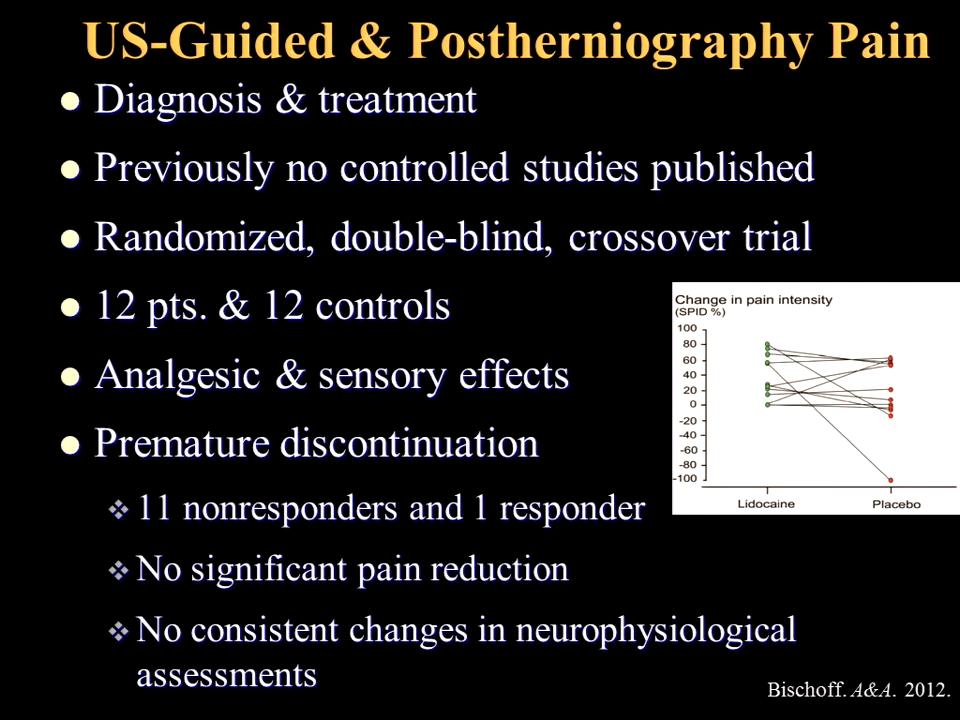 US-Guided & Postherniography Pain
Diagnosis & treatment
Previously no controlled studies published
Randomized, double-blind, crossover trial
12 pts. & 12 controls
Analgesic & sensory effects
Premature discontinuation
11 nonresponders and 1 responder
No significant pain reduction
No consistent changes in neurophysiological
assessments
Change in pain intensity
(SPID %)
100
80
60
40
20
0
-20
-40
-60
-80
-100
Lidocaine Placebo
Bischoff. A&A. 2012.